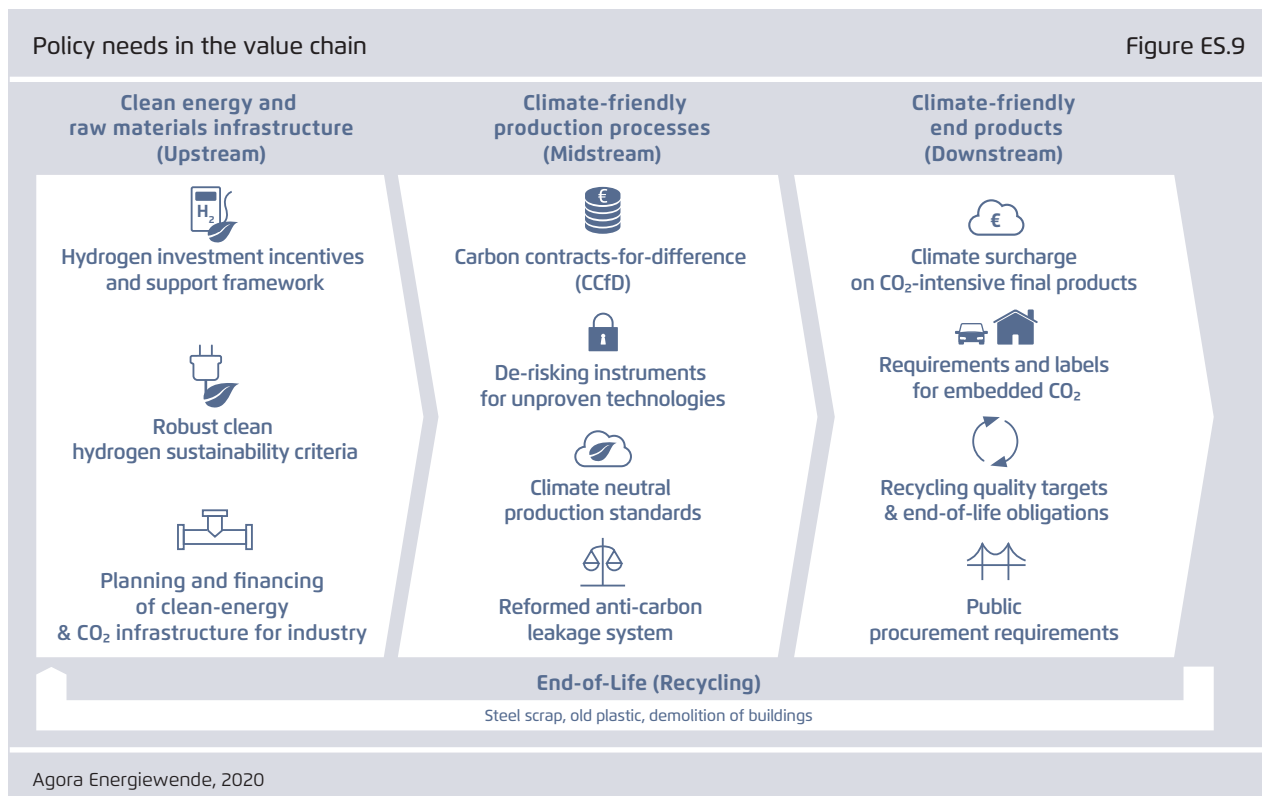 Policy needs in the value chain
Figure ES.9
Clean energy and
raw materials infrastructure
(Upstream)
H₂
Hydrogen investment incentives
and support framework
Robust clean
hydrogen sustainability criteria
Planning and financing
of clean-energy
& CO₂ infrastructure for industry
Climate-friendly
production processes
(Midstream)
€
Carbon contracts-for-difference
(CCfD)
De-risking instruments
for unproven technologies
Climate neutral
production standards
Reformed anti-carbon
leakage system
Climate-friendly
end products
(Downstream)
€
Climate surcharge
on CO₂-intensive final products
Requirements and labels
for embedded CO₂
Recycling quality targets
& end-of-life obligations
Public
procurement requirements
End-of-Life (Recycling)
Steel scrap, old plastic, demolition of buildings
Agora Energiewende, 2020